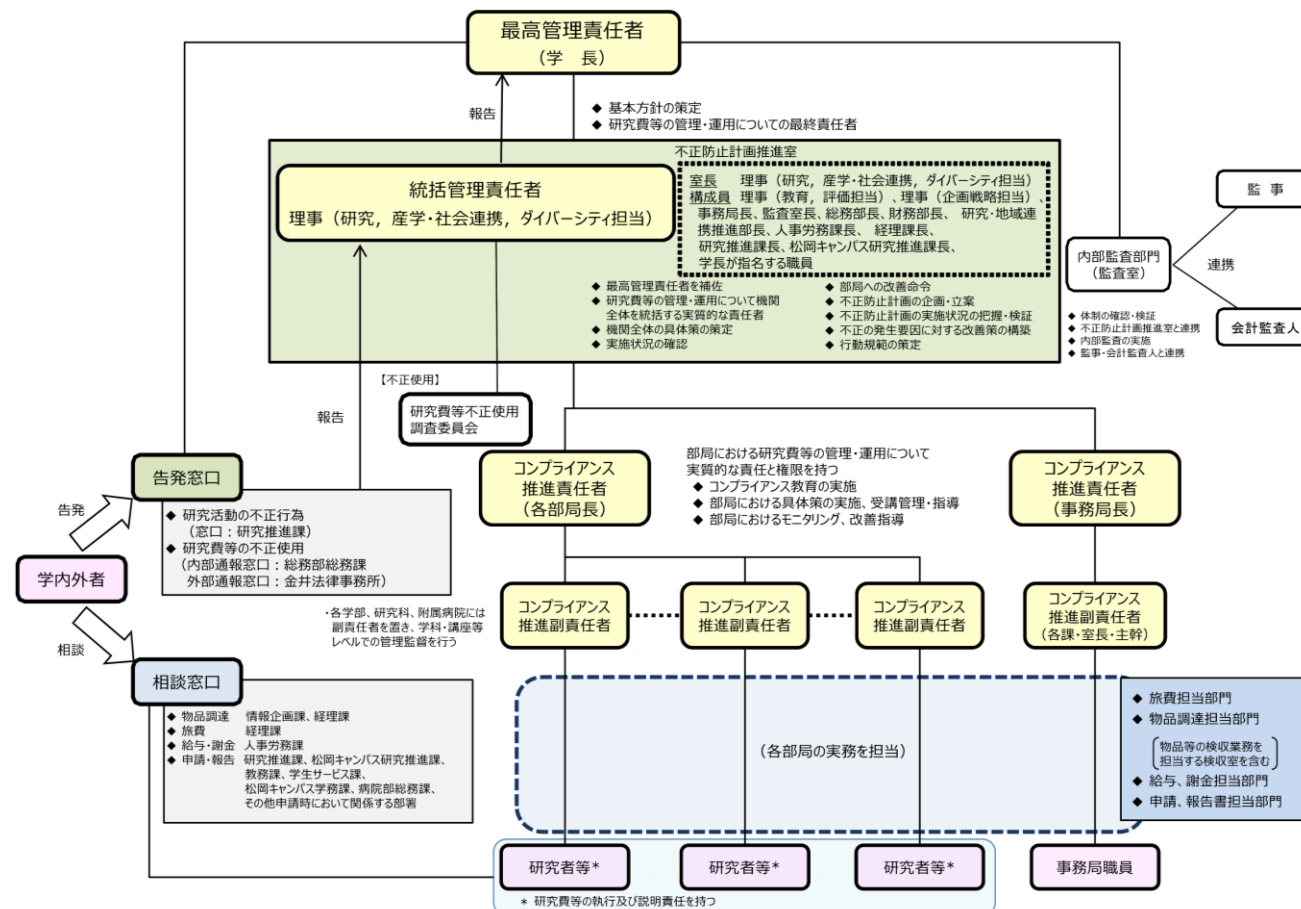 最高管理責任者
（学　長）
報告
◆ 基本方針の策定
◆ 研究費等の管理・運用についての最終責任者
不正防止計画推進室
統括管理責任者
理事（研究，産学・社会連携，ダイバーシティ担当）
室長　理事（研究，産学・社会連携，ダイバーシティ担当）
構成員 理事（教育，評価担当）、理事（企画戦略担当）、
事務局長、監査室長、総務部長、財務部長、 研究・地域連
携推進部長、人事労務課長、 経理課長、
研究推進課長、松岡キャンパス研究推進課長、
学長が指名する職員
◆ 最高管理責任者を補佐
◆ 研究費等の管理・運用について機関
全体を統括する実質的な責任者
◆ 機関全体の具体策の策定
◆ 実施状況の確認
◆ 部局への改善命令
◆ 不正防止計画の企画・立案
◆ 不正防止計画の実施状況の把握・検証
◆ 不正の発生要因に対する改善策の構築
◆ 行動規範の策定
監 事
内部監査部門
（監査室）
連携
会計監査人
◆ 体制の確認・検証
◆ 不正防止計画推進室と連携
◆ 内部監査の実施
◆ 監事・会計監査人と連携
【不正使用】
報告
研究費等不正使用
調査委員会
告発窓口
告発
◆ 研究活動の不正行為
（窓口：研究推進課）
◆ 研究費等の不正使用
（内部通報窓口：総務部総務課
外部通報窓口：金井法律事務所）
学内外者
相談
コンプライアンス
推進責任者
（各部局長）
部局における研究費等の管理・運用について
実質的な責任と権限を持つ
◆ コンプライアンス教育の実施
◆ 部局における具体策の実施、受講管理・指導
◆ 部局におけるモニタリング、改善指導
コンプライアンス
推進責任者
（事務局長）
・各学部、研究科、附属病院には
副責任者を置き、学科・講座等
レベルでの管理監督を行う
コンプライアンス
推進副責任者
コンプライアンス
推進副責任者
コンプライアンス
推進副責任者
コンプライアンス
推進副責任者
（各課・室長・主幹）
相談窓口
◆ 物品調達　情報企画課、経理課
◆ 旅費　経理課
◆ 給与・謝金　人事労務課
◆ 申請・報告　研究推進課、松岡キャンパス研究推進課、
教務課、学生サービス課、
松岡キャンパス学務課、病院部総務課、
その他申請時において関係する部署
（各部局の実務を担当）
◆ 旅費担当部門
◆ 物品調達担当部門
物品等の検収業務を
担当する検収室を含む
◆ 給与、謝金担当部門
◆ 申請、報告書担当部門
研究者等*
研究者等*
研究者等*
事務局職員
* 研究費等の執行及び説明責任を持つ